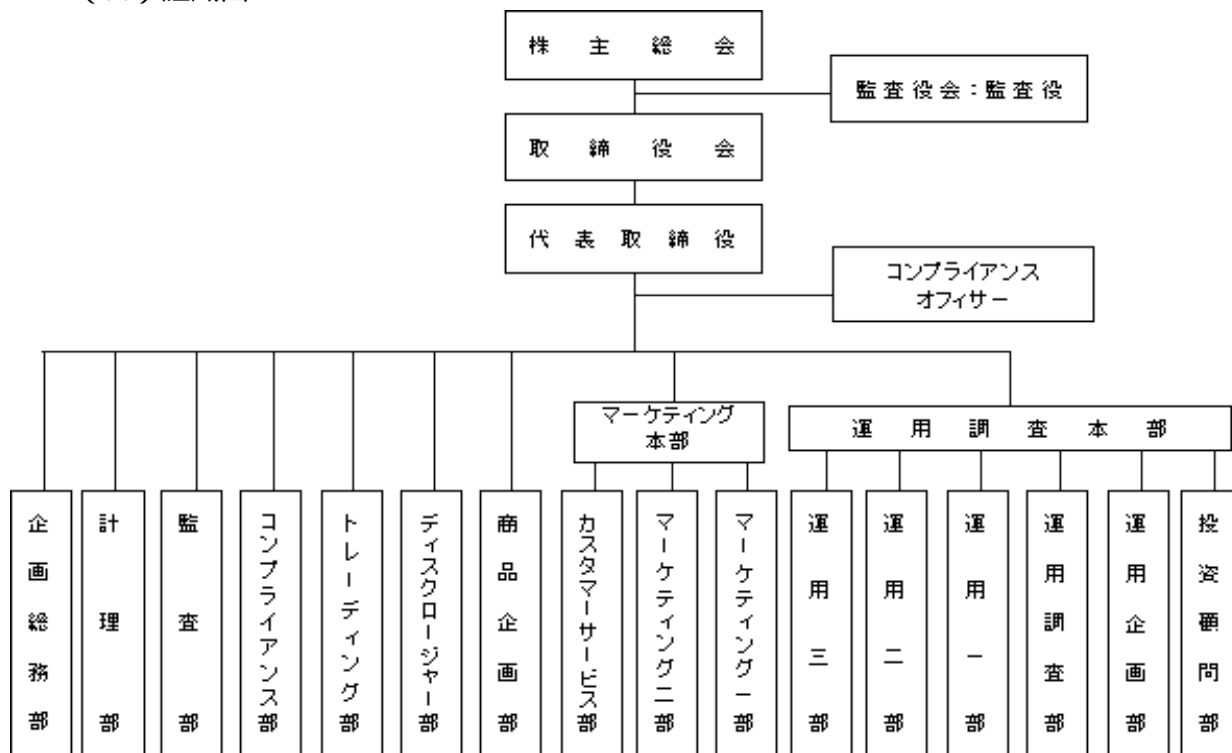 株主総会
監査役会：監査役
取締役会
代表取締役
コンプライアンス
オフィサー
マーケティング
本部
運用調査本部
企画総務部
計理部
監査部
コンプライアンス部
トレーディング部
ディスクロージャー部
商品企画部
カスタマーサービス部
マーケティング二部
マーケティング一部
運用三部
運用二部
運用一部
運用調査部
運用企画部
投資顧問部